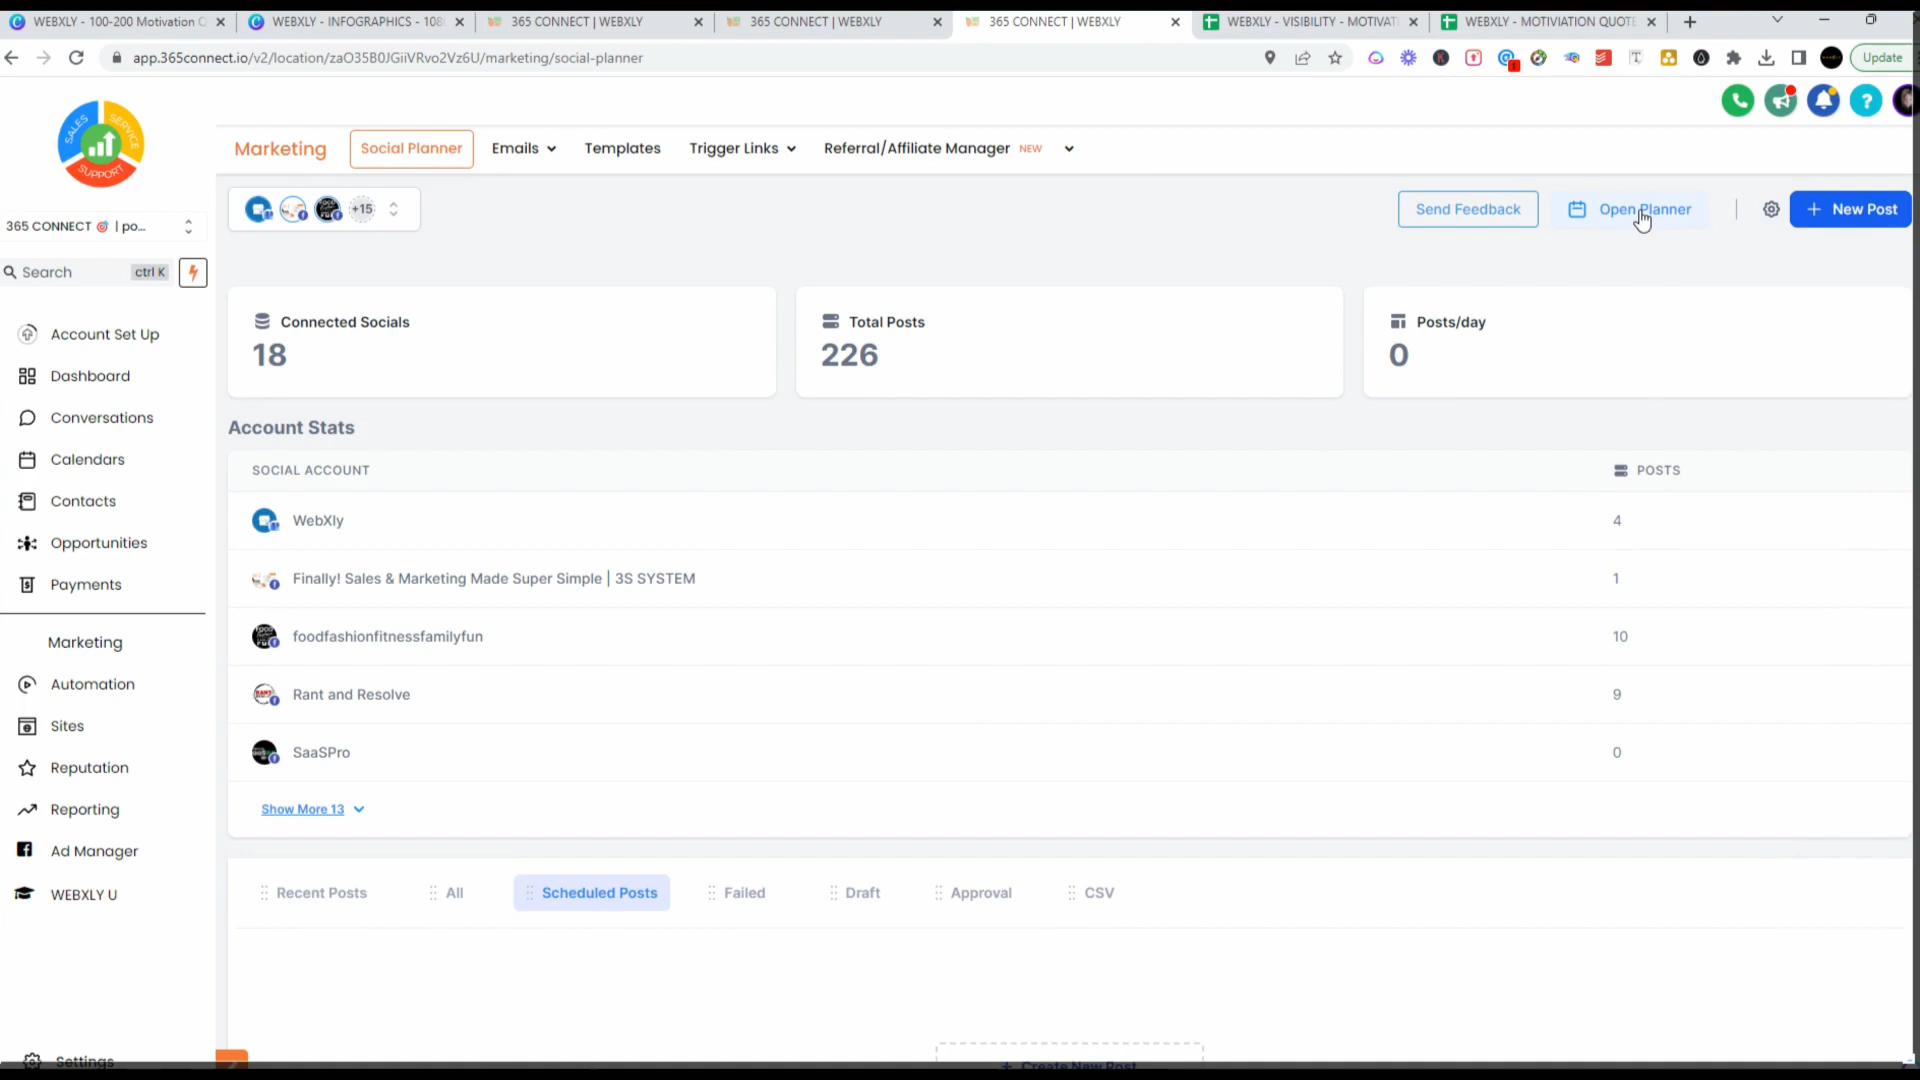 WEBXLY - 100-200 Motivation Q
WEBXLY - INFOGRAPHICS - 108
365 CONNECT | WEBXLY
365 CONNECT | WEBXLY
365 CONNECT | WEBXLY
WEBXLY - VISIBILITY - MOTIVAT
WEBXLY - MOTIVIATION QUOTE
app.365connect.io/v2/location/zaO35B0JGiiVRvo2Vz6U/marketing/social-planner
Update
SALES
SERVICE
SUPPORT
365 CONNECT 🎯 | po...
Search
ctrl K
Account Set Up
Dashboard
Conversations
Calendars
Contacts
Opportunities
Payments
Marketing
Automation
Sites
Reputation
Reporting
Ad Manager
WEBXLY U
Settings
Marketing
Social Planner
Emails
Templates
Trigger Links
Referral/Affiliate Manager NEW
+15
Send Feedback
Open Planner
+ New Post
Connected Socials
18
Total Posts
226
Posts/day
0
Account Stats
SOCIAL ACCOUNT
POSTS
WebXly
4
Finally! Sales & Marketing Made Super Simple | 3S SYSTEM
1
foodfashionfitnessfamilyfun
10
Rant and Resolve
9
SaaSPro
0
Show More 13
Recent Posts
All
Scheduled Posts
Failed
Draft
Approval
CSV
+ Create New Post